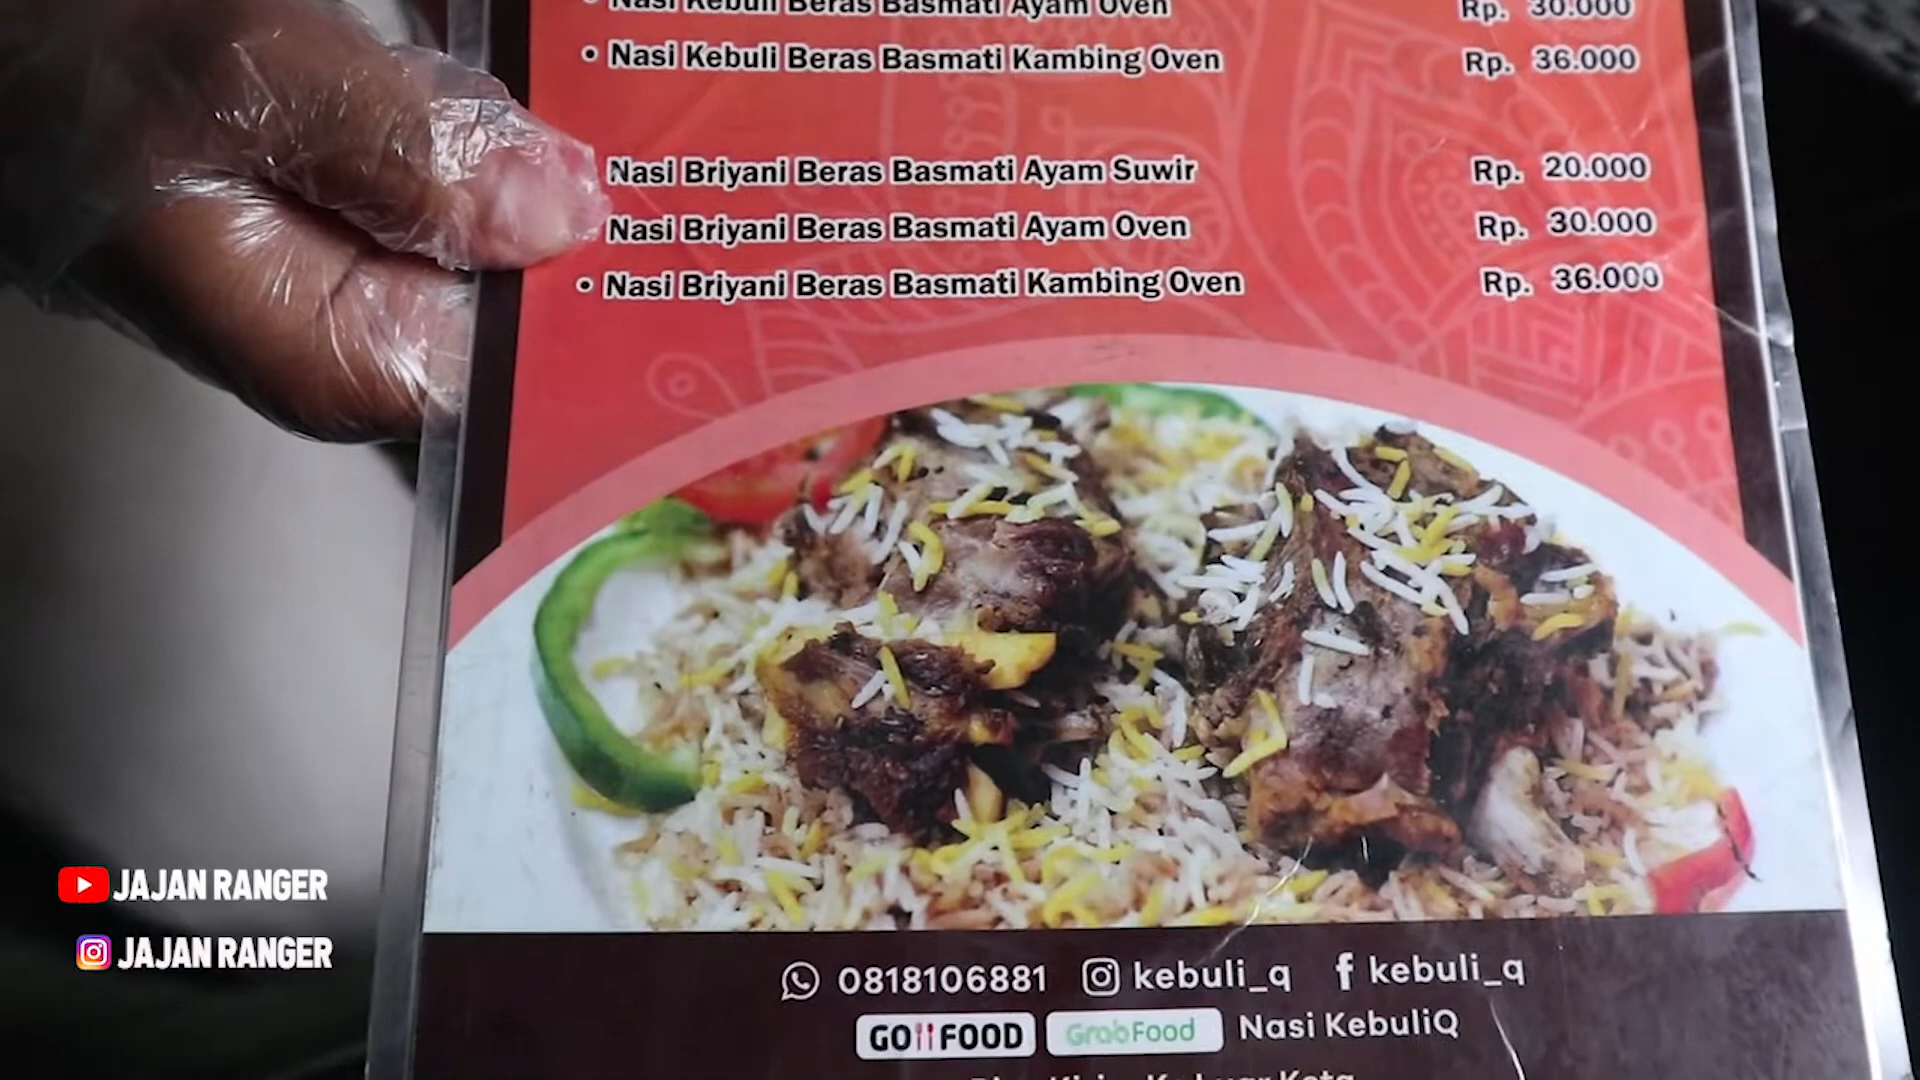 • Nasi Kebuli Beras Basmati Ayam Oven Rp. 30.000
• Nasi Kebuli Beras Basmati Kambing Oven Rp. 36.000
Nasi Briyani Beras Basmati Ayam Suwir Rp. 20.000
Nasi Briyani Beras Basmati Ayam Oven Rp. 30.000
• Nasi Briyani Beras Basmati Kambing Oven Rp. 36.000
JAJAN RANGER
JAJAN RANGER
0818106881 kebuli_q kebuli_q
GOFOOD GrabFood Nasi KebuliQ
Kota